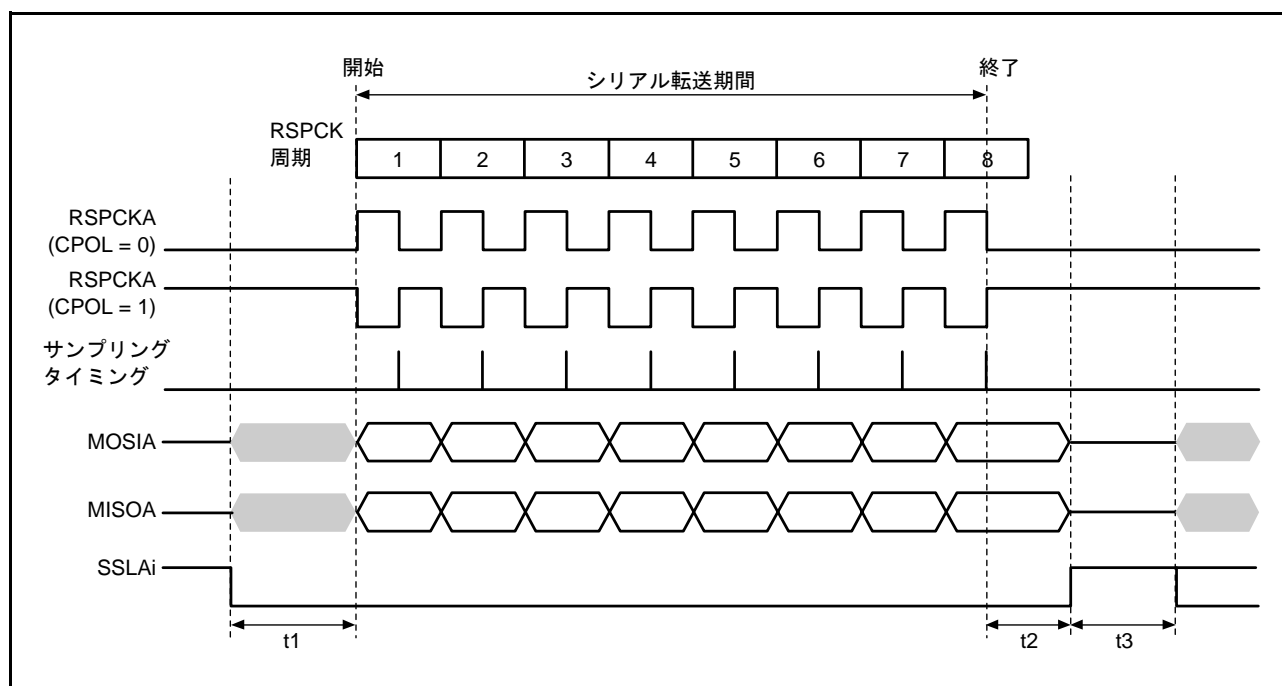 開始
終了
シリアル転送期間
RSPCK
周期
1 2 3 4 5 6 7 8
RSPCKA
(CPOL = 0)
RSPCKA
(CPOL = 1)
サンプリング
タイミング
MOSIA
MISOA
SSLAi
t1
t2
t3